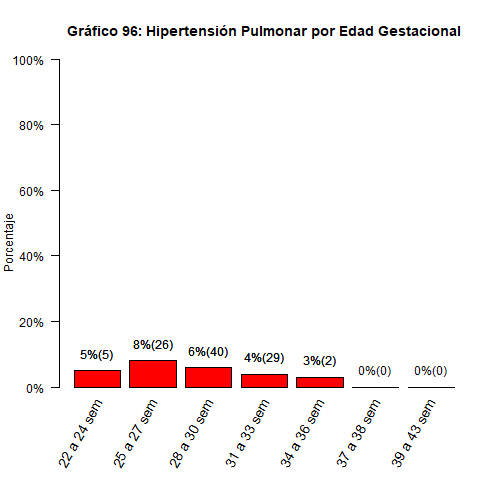 Gráfico 96: Hipertensión Pulmonar por Edad Gestacional
Porcentaje
100%
80%
60%
40%
20%
0%
5%(5)
8%(26)
6%(40)
4%(29)
3%(2)
0%(0)
0%(0)
22 a 24 sem
25 a 27 sem
28 a 30 sem
31 a 33 sem
34 a 36 sem
37 a 38 sem
39 a 43 sem